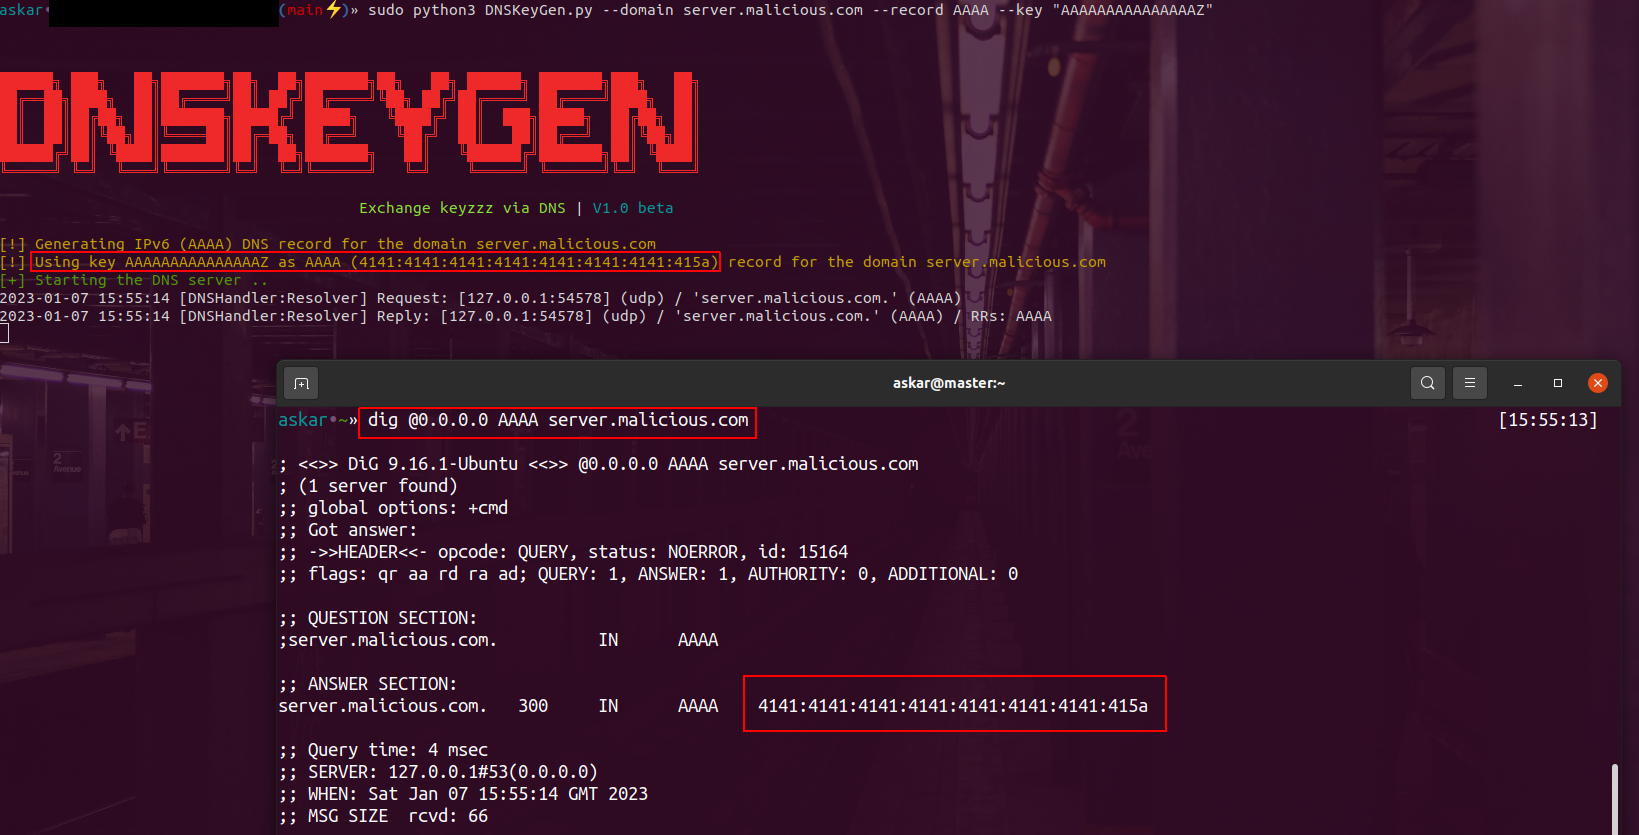 askar• (main⚡)» sudo python3 DNSKeyGen.py --domain server.malicious.com --record AAAA --key "AAAAAAAAAAAAAAAZ"
DNSKEYGEN
Exchange keyzzz via DNS | V1.0 beta
[!] Generating IPv6 (AAAA) DNS record for the domain server.malicious.com
[!] Using key AAAAAAAAAAAAAAAZ as AAAA (4141:4141:4141:4141:4141:4141:4141:415a) record for the domain server.malicious.com
[+] Starting the DNS server ..
2023-01-07 15:55:14 [DNSHandler:Resolver] Request: [127.0.0.1:54578] (udp) / 'server.malicious.com.' (AAAA)
2023-01-07 15:55:14 [DNSHandler:Resolver] Reply: [127.0.0.1:54578] (udp) / 'server.malicious.com.' (AAAA) / RRs: AAAA
askar@master:~
askar•~» dig @0.0.0.0 AAAA server.malicious.com [15:55:13]
; <<>> DiG 9.16.1-Ubuntu <<>> @0.0.0.0 AAAA server.malicious.com
; (1 server found)
;; global options: +cmd
;; Got answer:
;; ->>HEADER<<- opcode: QUERY, status: NOERROR, id: 15164
;; flags: qr aa rd ra ad; QUERY: 1, ANSWER: 1, AUTHORITY: 0, ADDITIONAL: 0
;; QUESTION SECTION:
;server.malicious.com. IN AAAA
;; ANSWER SECTION:
server.malicious.com. 300 IN AAAA 4141:4141:4141:4141:4141:4141:4141:415a
;; Query time: 4 msec
;; SERVER: 127.0.0.1#53(0.0.0.0)
;; WHEN: Sat Jan 07 15:55:14 GMT 2023
;; MSG SIZE rcvd: 66